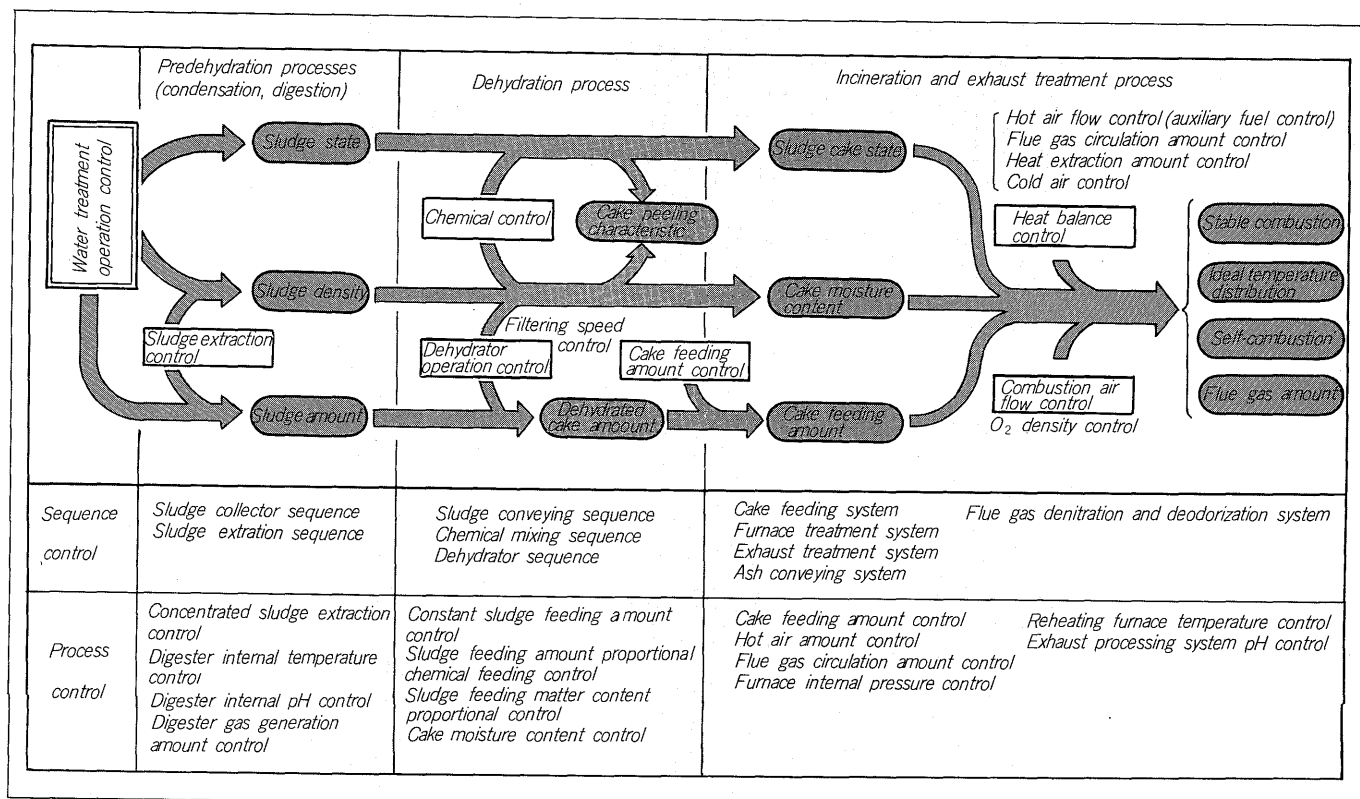 Predehydration processes
(condensation, digestion)
Dehydration process
Incineration and exhaust treatment process
Water treatment
operation control
Sludge state
Sludge density
Sludge extraction
control
Sludge amount
Chemical control
Cake peeling
characteristic
Filtering speed
control
Dehydrator
operation control
Cake feeding
amount control
Dehydrated
cake amcount
Sludge cake state
Cake moisture
content
Cake feeding
amount
Hot air flow control (auxiliary fuel control)
Flue gas circulation amount control
Heat extraction amount control
Cold air control
Heat balance
control
Combustion air
flow control
O₂ density control
Stable combustion
Ideal temperature
distribution
Self-combustion
Flue gas amount
Sequence
control
Sludge collector sequence
Sludge extration sequence
Sludge conveying sequence
Chemical mixing sequence
Dehydrator sequence
Cake feeding system
Furnace treatment system
Exhaust treatment system
Ash conveying system
Flue gas denitration and deodorization system
Process
control
Concentrated sludge extraction
control
Digester internal temperature
control
Digester internal pH control
Digester gas generation
amount control
Constant sludge feeding amount
control
Sludge feeding amount proportional
chemical feeding control
Sludge feeding matter content
proportional control
Cake moisture content control
Cake feeding amount control
Hot air amount control
Flue gas circulation amount control
Furnace internal pressure control
Reheating furnace temperature control
Exhaust processing system pH control